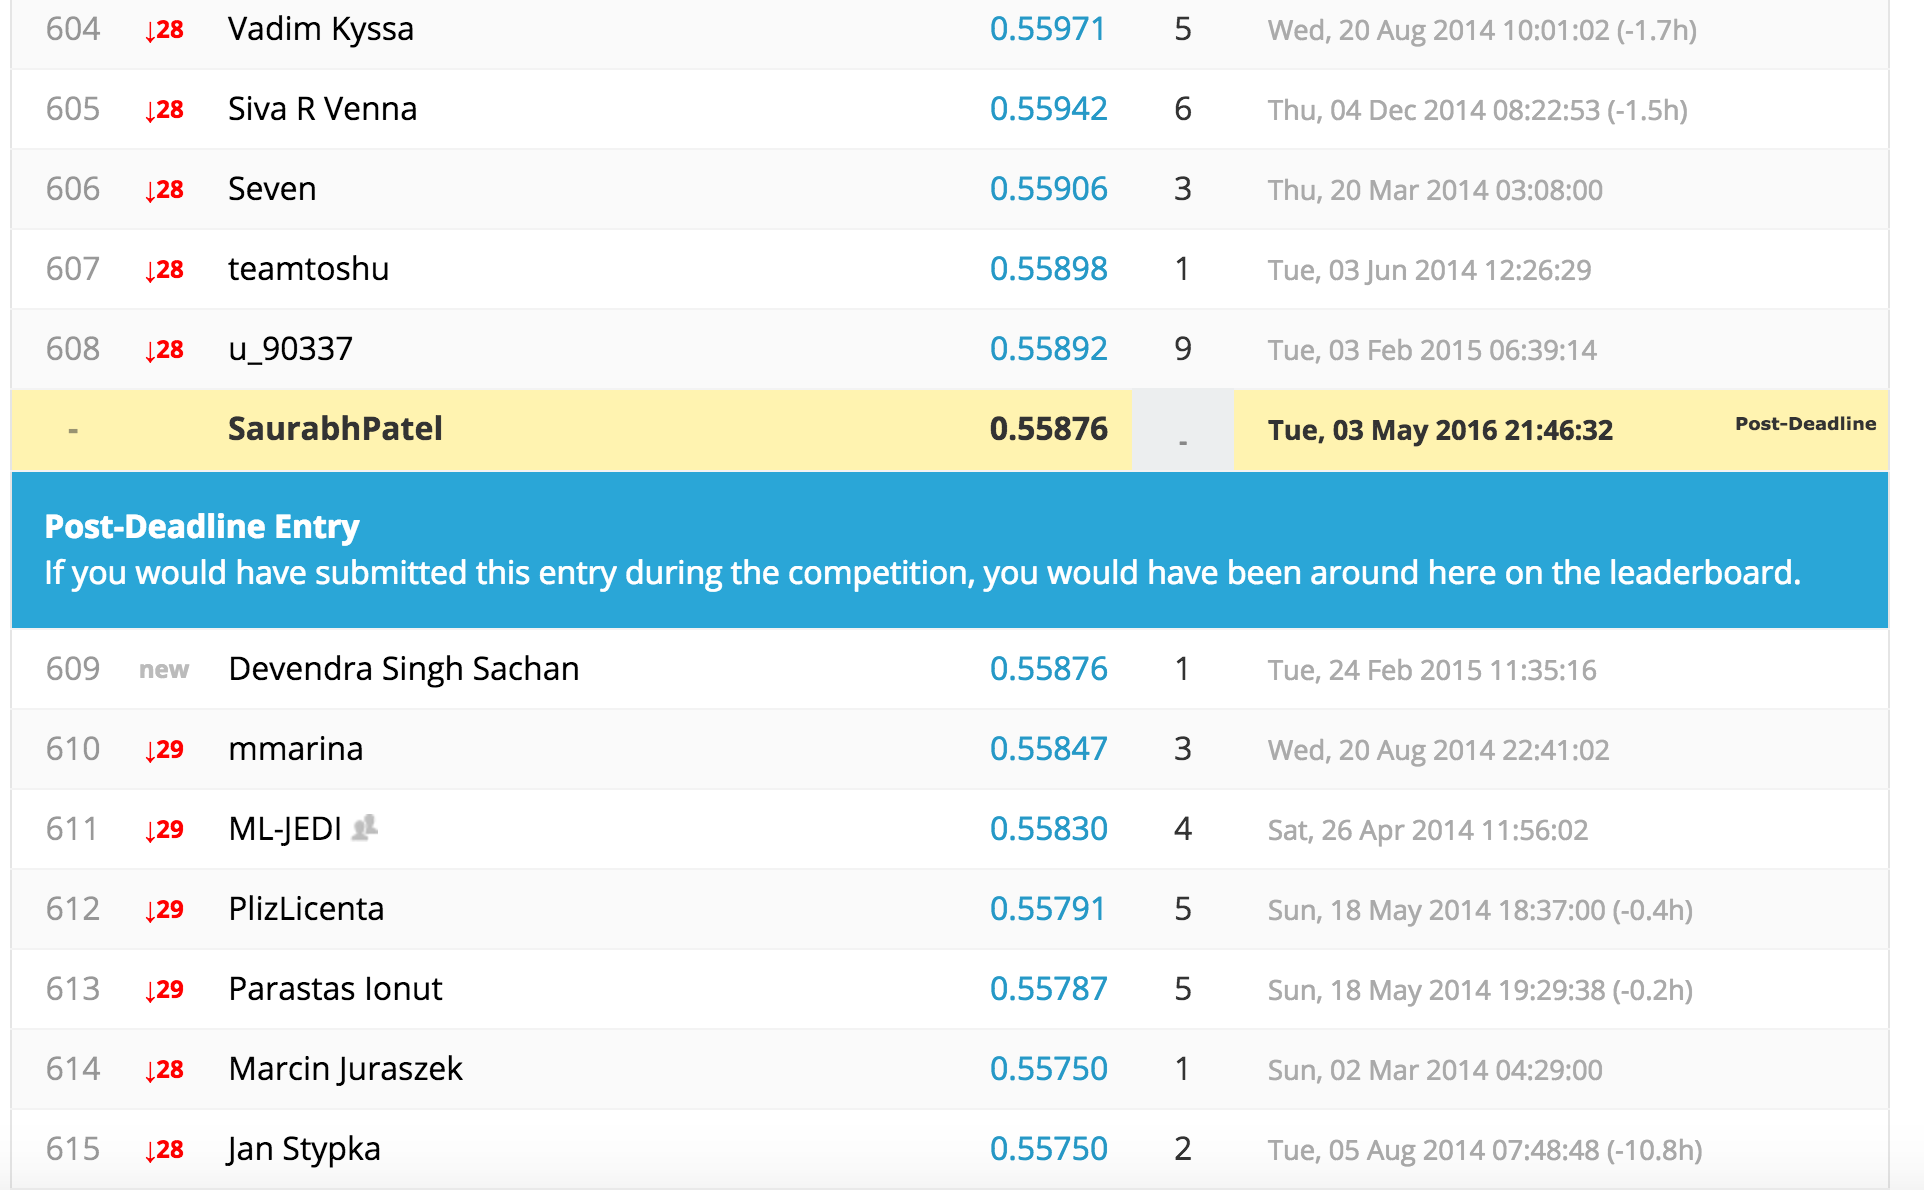 604 ↓28 Vadim Kyssa 0.55971 5 Wed, 20 Aug 2014 10:01:02 (-1.7h)
605 ↓28 Siva R Venna 0.55942 6 Thu, 04 Dec 2014 08:22:53 (-1.5h)
606 ↓28 Seven 0.55906 3 Thu, 20 Mar 2014 03:08:00
607 ↓28 teamtoshu 0.55898 1 Tue, 03 Jun 2014 12:26:29
608 ↓28 u_90337 0.55892 9 Tue, 03 Feb 2015 06:39:14
- SaurabhPatel 0.55876 - Tue, 03 May 2016 21:46:32 Post-Deadline
Post-Deadline Entry
If you would have submitted this entry during the competition, you would have been around here on the leaderboard.
609 new Devendra Singh Sachan 0.55876 1 Tue, 24 Feb 2015 11:35:16
610 ↓29 mmarina 0.55847 3 Wed, 20 Aug 2014 22:41:02
611 ↓29 ML-JEDI 0.55830 4 Sat, 26 Apr 2014 11:56:02
612 ↓29 PlizLicenta 0.55791 5 Sun, 18 May 2014 18:37:00 (-0.4h)
613 ↓29 Parastas Ionut 0.55787 5 Sun, 18 May 2014 19:29:38 (-0.2h)
614 ↓28 Marcin Juraszek 0.55750 1 Sun, 02 Mar 2014 04:29:00
615 ↓28 Jan Stypka 0.55750 2 Tue, 05 Aug 2014 07:48:48 (-10.8h)